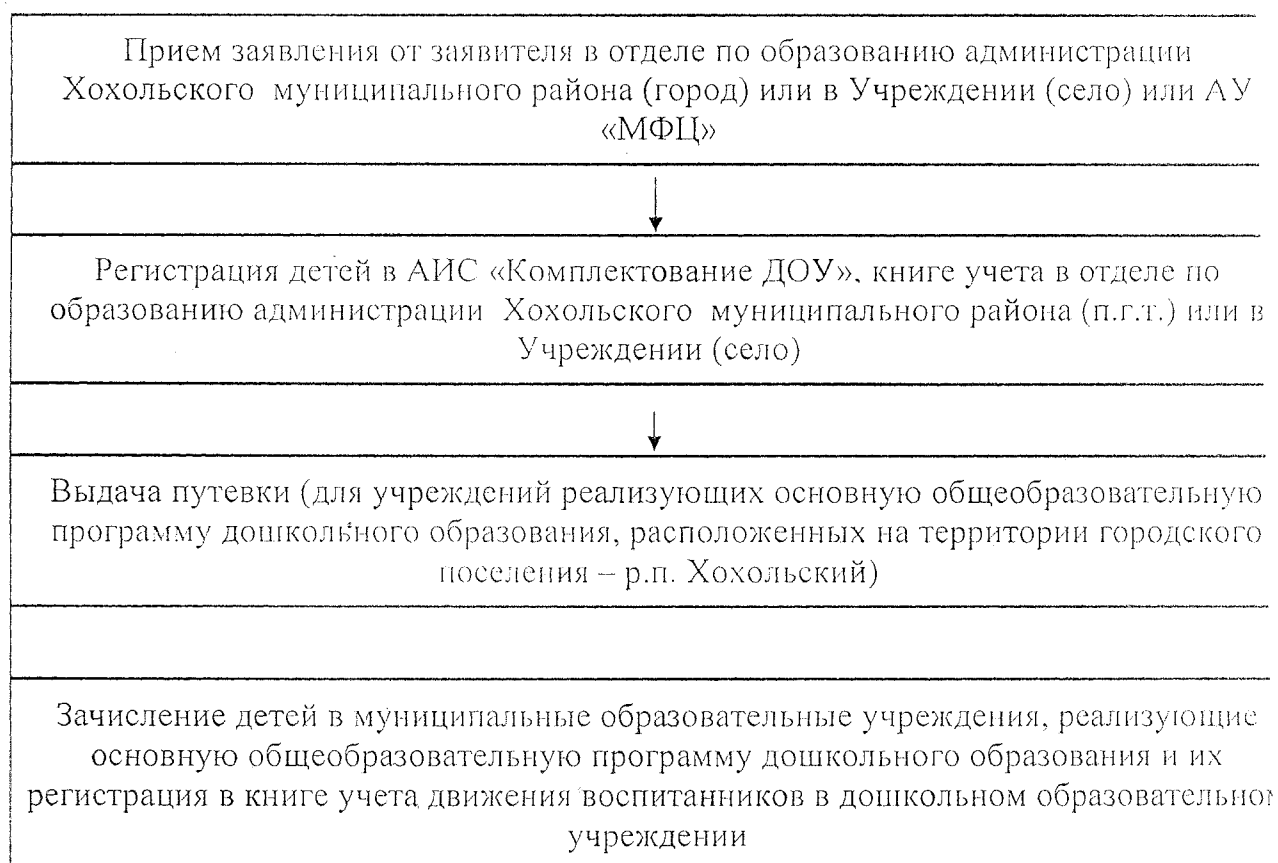 Прием заявления от заявителя в отделе по образованию администрации
Хохольского муниципального района (город) или в Учреждении (село) или АУ
«МФЦ»
Регистрация детей в АИС «Комплектование ДОУ», книге учета в отделе по
образованию администрации Хохольского муниципального района (п.г.т.) или в
Учреждении (село)
Выдача путевки (для учреждений реализующих основную общеобразовательную
программу дошкольного образования, расположенных на территории городского
поселения – р.п. Хохольский)
Зачисление детей в муниципальные образовательные учреждения, реализующие
основную общеобразовательную программу дошкольного образования и их
регистрация в книге учета движения воспитанников в дошкольном образовательном
учреждении